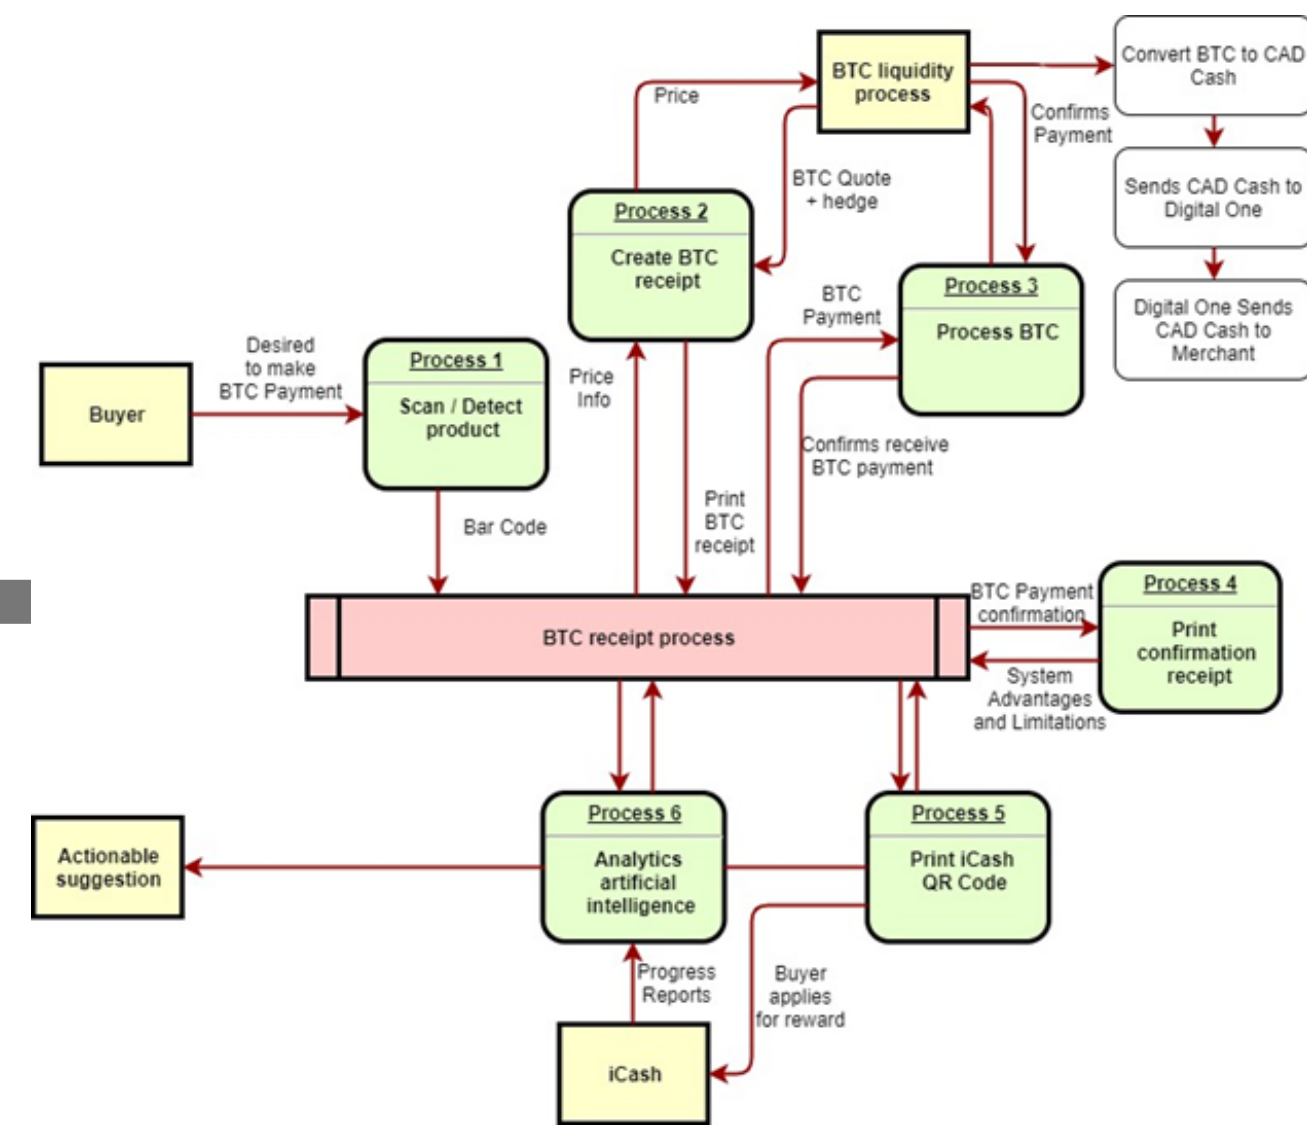 Convert BTC to CAD
Cash
BTC liquidity
process
Price
Confirms
Payment
BTC Quote
+ hedge
Sends CAD Cash to
Digital One
Process 2
Create BTC
receipt
Process 3
Process BTC
BTC
Payment
Digital One Sends
CAD Cash to
Merchant
Desired
to make
BTC Payment
Buyer
Process 1
Scan / Detect
product
Price
Info
Confirms receive
BTC payment
Print
BTC
receipt
Bar Code
BTC receipt process
BTC Payment
confirmation
Process 4
Print
confirmation
receipt
System
Advantages
and Limitations
Actionable
suggestion
Process 6
Analytics
artificial
intelligence
Process 5
Print iCash
QR Code
Progress
Reports
Buyer
applies
for reward
iCash